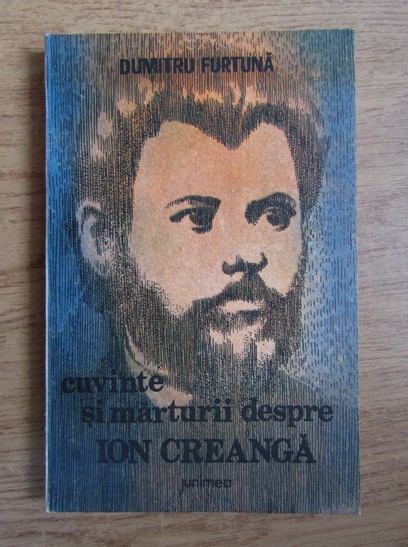 DUMITRU FURTUNĂ
cuvinte
și mărturii despre
ION CREANGĂ
junimea